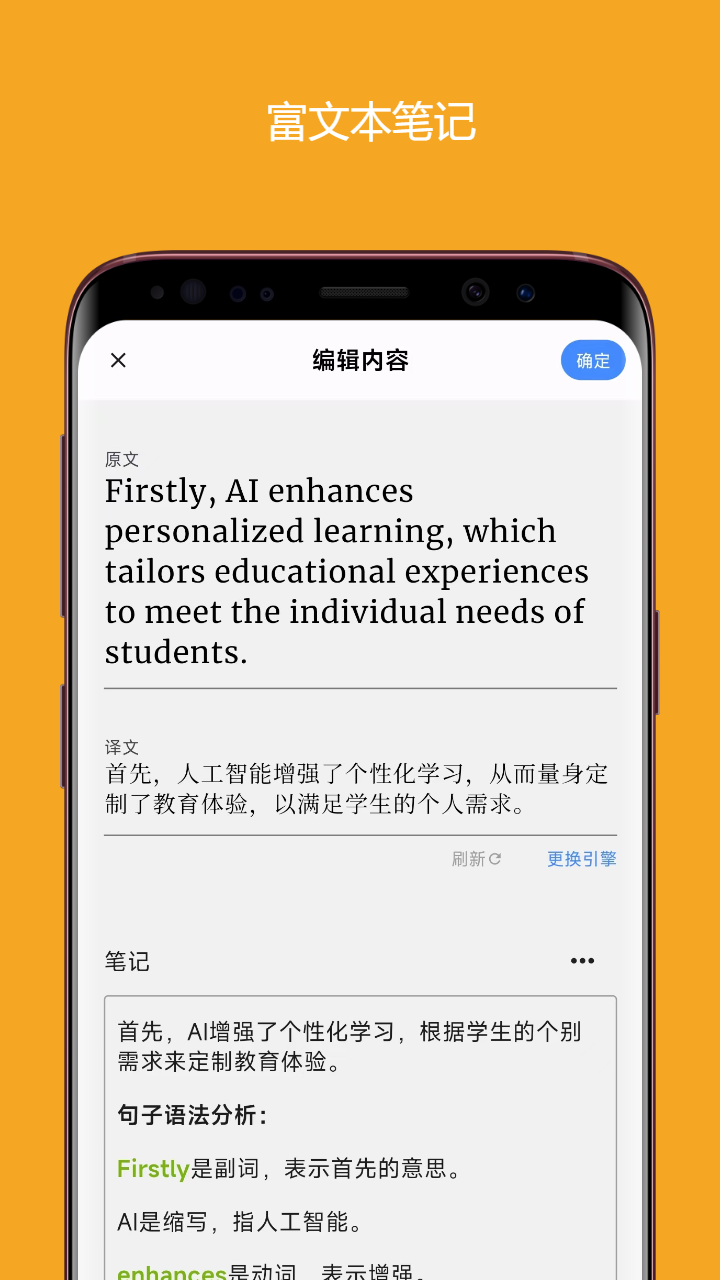 富文本笔记
编辑内容
确定
原文
Firstly, AI enhances
personalized learning, which
tailors educational experiences
to meet the individual needs of
students.
译文
首先，人工智能增强了个性化学习，从而量身定
制了教育体验，以满足学生的个人需求。
刷新 更换引擎
笔记
首先，AI增强了个性化学习，根据学生的个别
需求来定制教育体验。
句子语法分析：
Firstly是副词，表示首先的意思。
AI是缩写，指人工智能。
enhances是动词，表示增强。